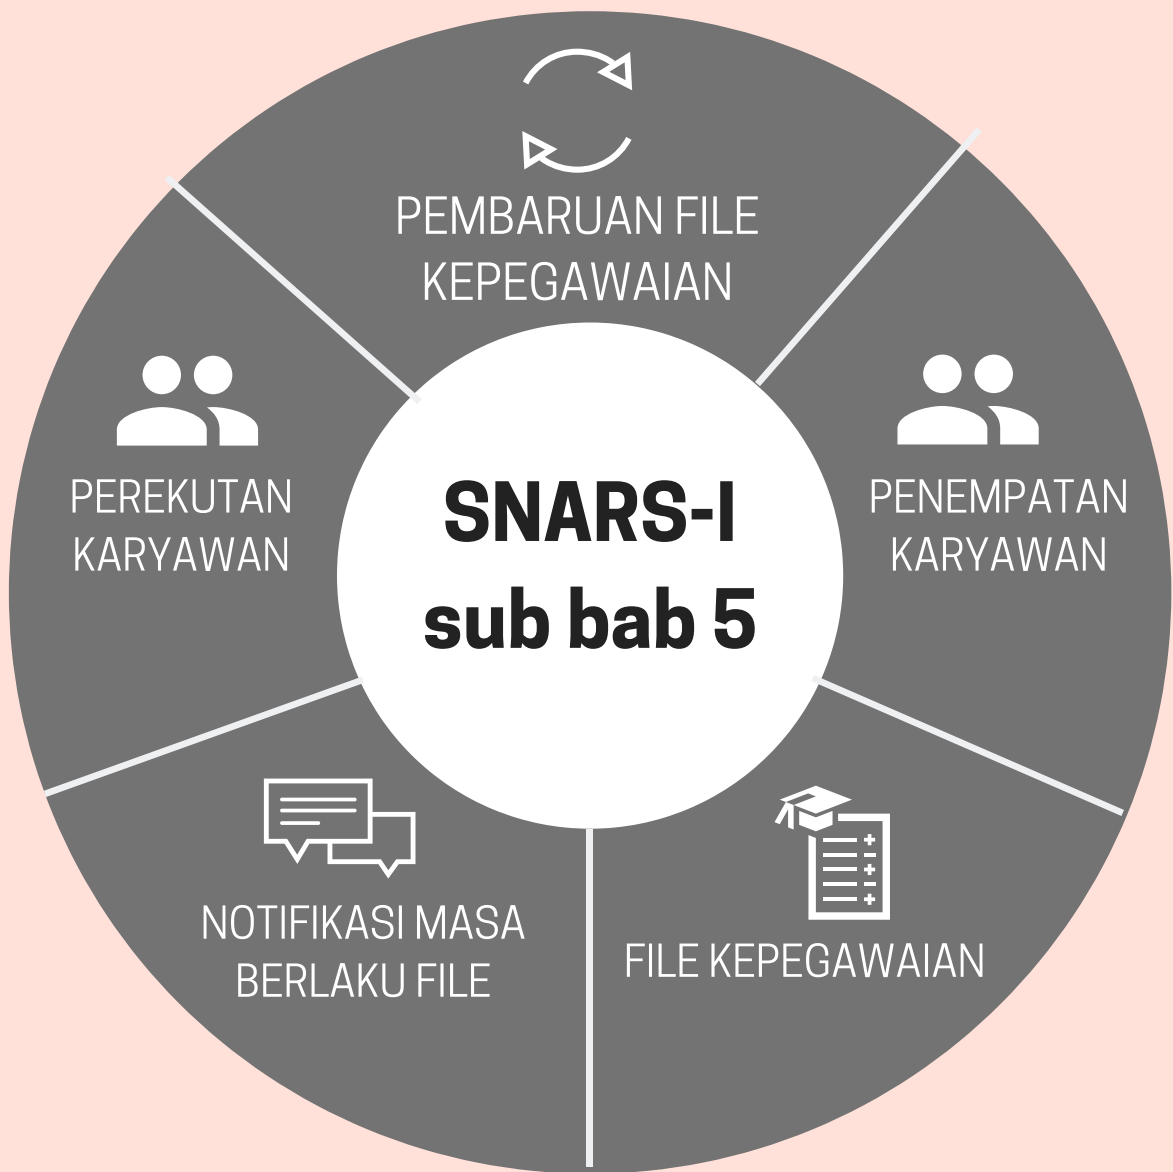 PEMBARUAN FILE
KEPEGAWAIAN
PEREKUTAN
KARYAWAN
SNARS-I
sub bab 5
PENEMPATAN
KARYAWAN
NOTIFIKASI MASA
BERLAKU FILE
FILE KEPEGAWAIAN